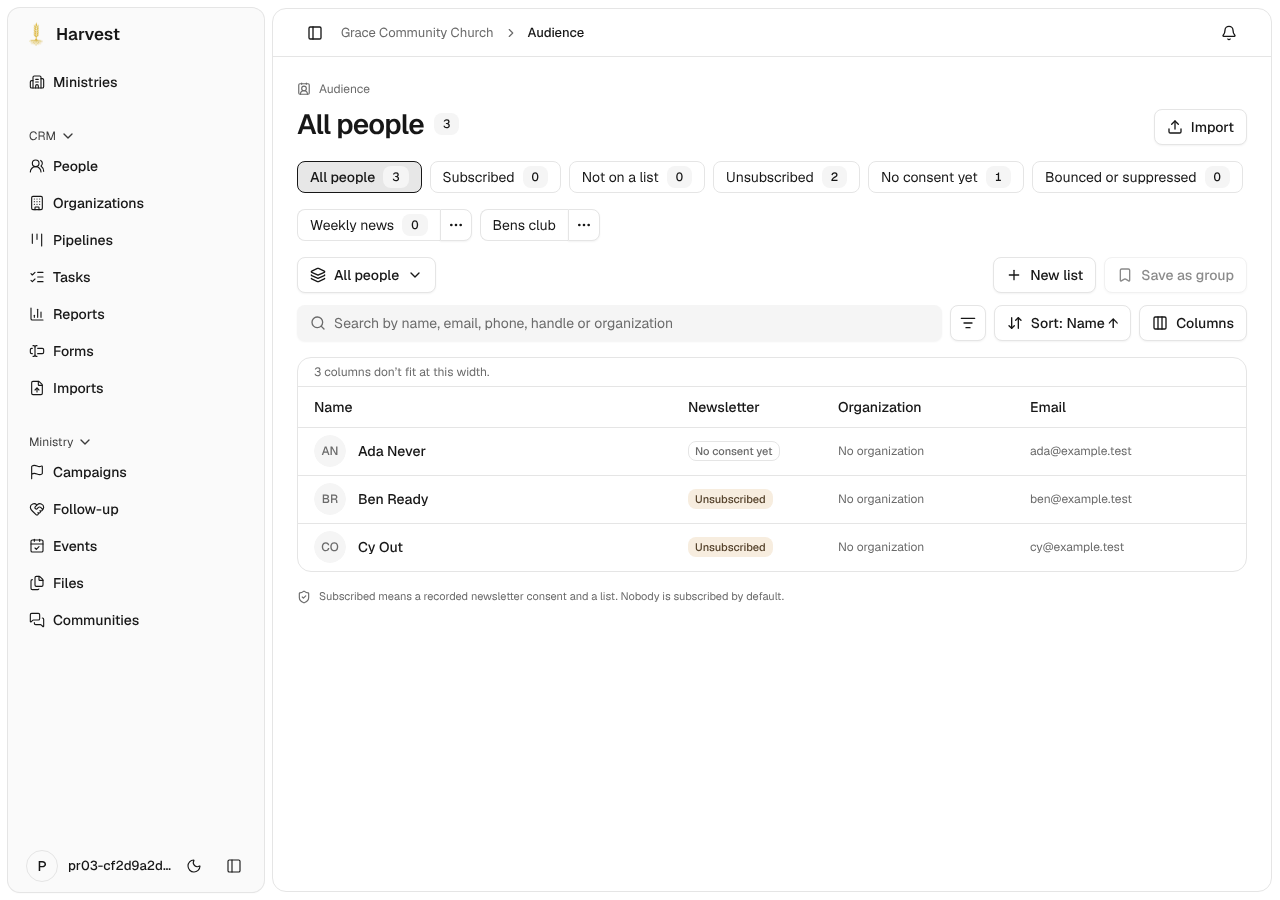 Harvest
Grace Community Church > Audience
Ministries
CRM
People
Organizations
Pipelines
Tasks
Reports
Forms
Imports
Ministry
Campaigns
Follow-up
Events
Files
Communities
P pr03-cf2d9a2d...
Audience
All people 3
Import
All people 3 Subscribed 0 Not on a list 0 Unsubscribed 2 No consent yet 1 Bounced or suppressed 0
Weekly news 0 ... Bens club ...
All people New list Save as group
Search by name, email, phone, handle or organization Sort: Name ↑ Columns
3 columns don't fit at this width.
Name Newsletter Organization Email
AN Ada Never No consent yet No organization ada@example.test
BR Ben Ready Unsubscribed No organization ben@example.test
CO Cy Out Unsubscribed No organization cy@example.test
Subscribed means a recorded newsletter consent and a list. Nobody is subscribed by default.